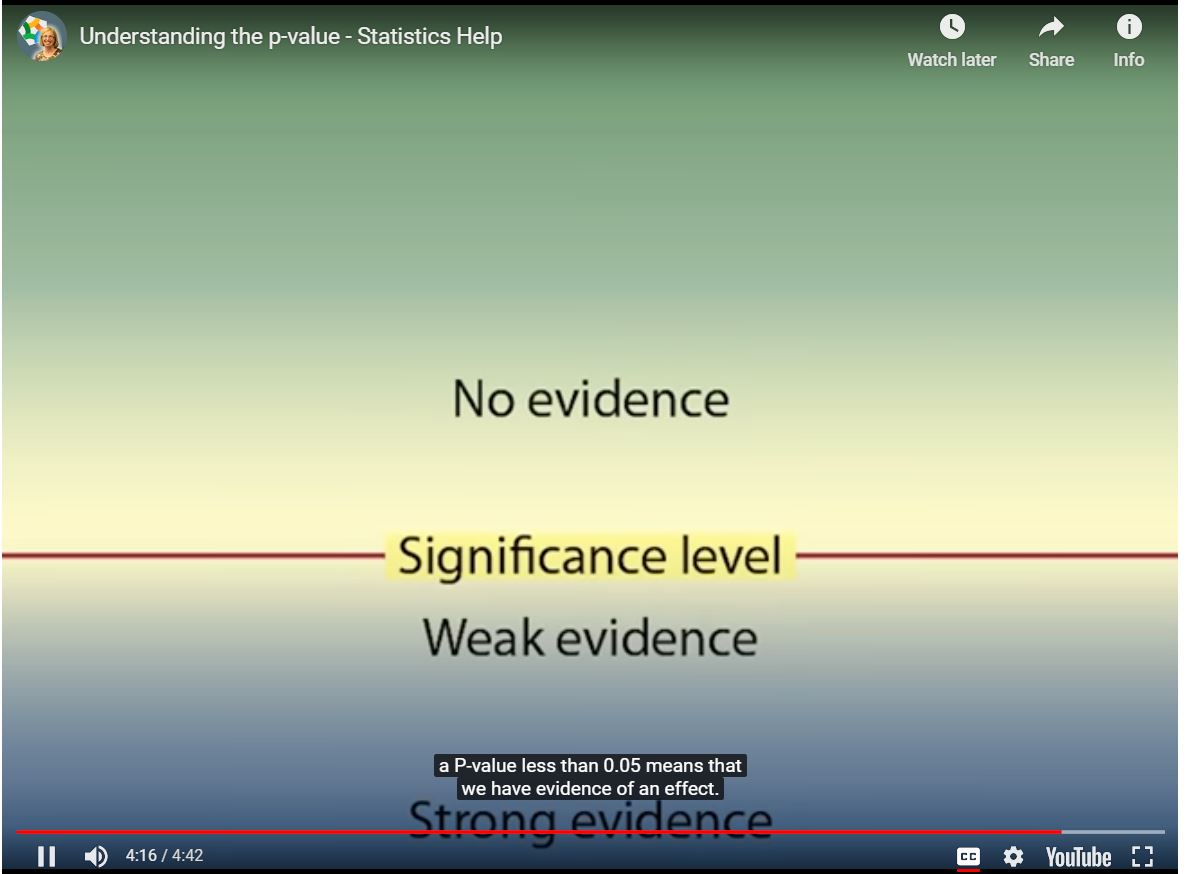 Understanding the p-value - Statistics Help
Watch later
Share
Info
No evidence
Significance level
Weak evidence
a P-value less than 0.05 means that
we have evidence of an effect.
Strong evidence
4:16 / 4:42
CC
YouTube